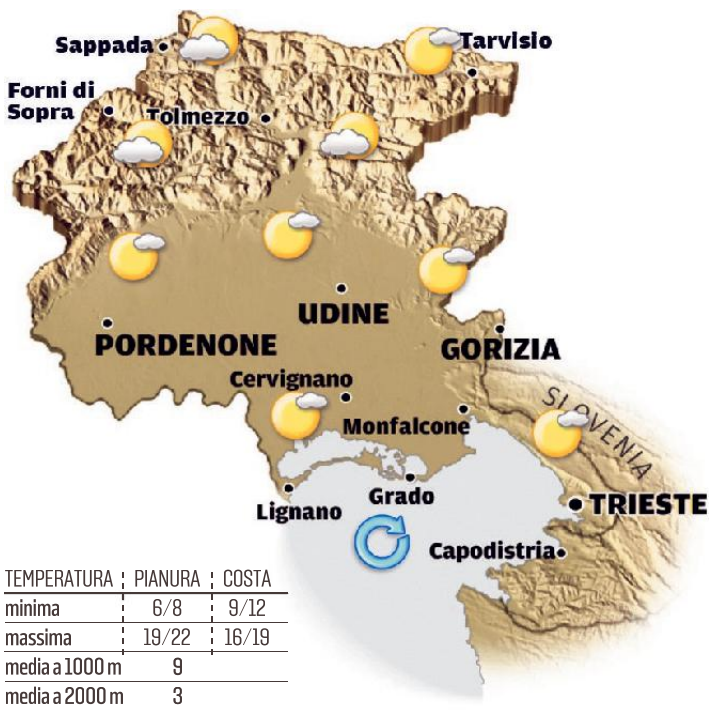 Sappada
Tarvisio
Forni di
Sopra
Tolmezzo
UDINE
PORDENONE
GORIZIA
Cervignano
SLOVENIA
Monfalcone
Lignano
Grado
TRIESTE
Capodistria
TEMPERATURA PIANURA COSTA
minima 6/8 9/12
massima 19/22 16/19
media a 1000 m 9
media a 2000 m 3